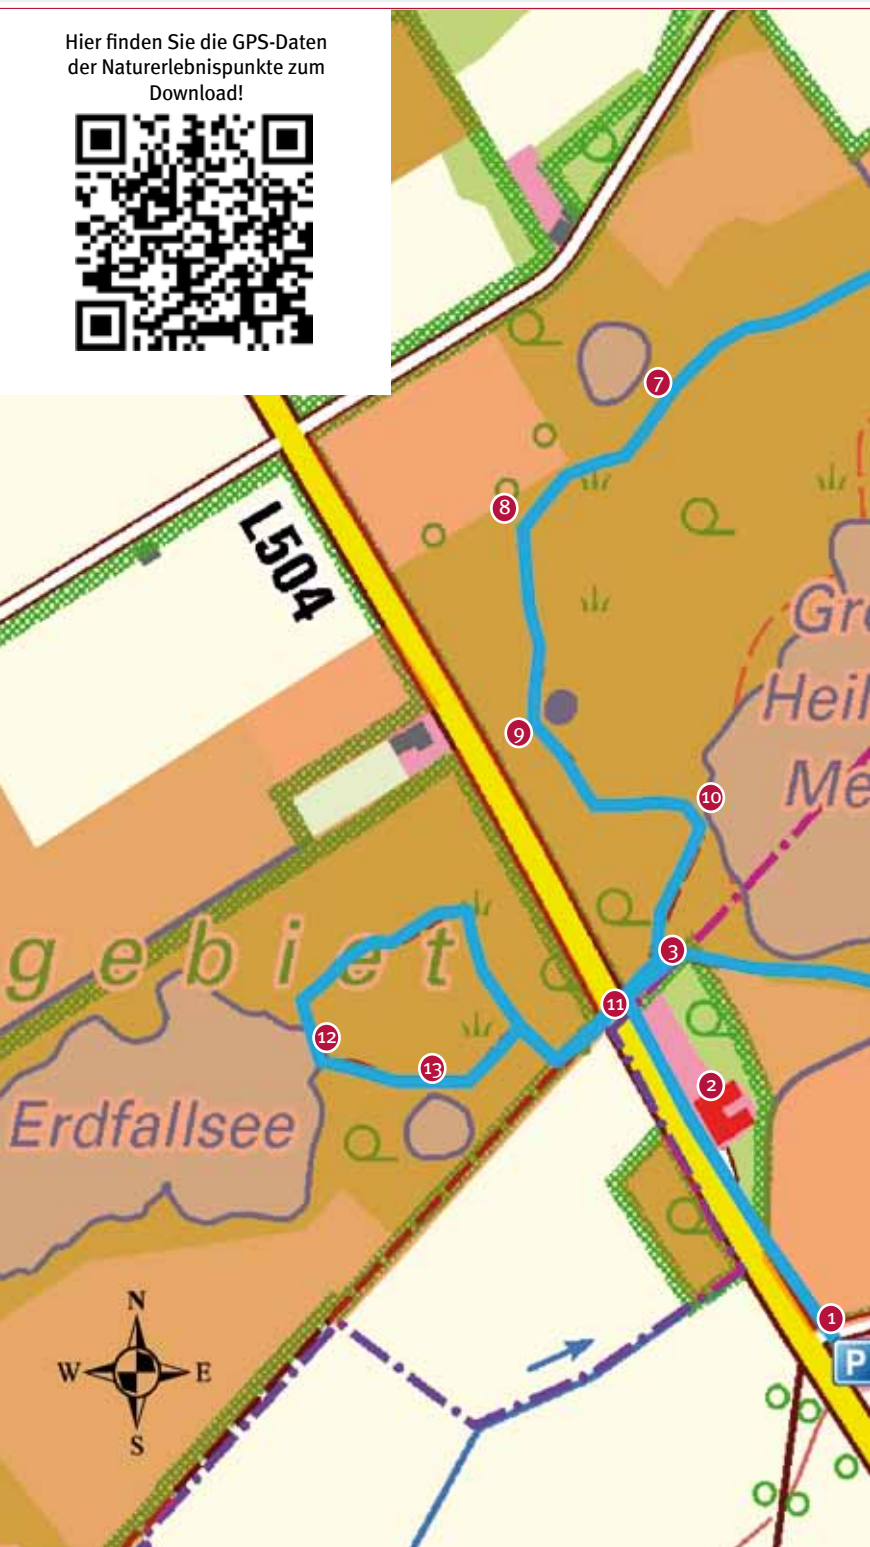 Hier finden Sie die GPS-Daten
der Naturerlebnispunkte zum
Download!
7
8
L504
Gro
Heil
Me
9
10
gebiet
3
11
12
13
2
Erdfallsee
N
W E
S
1
P